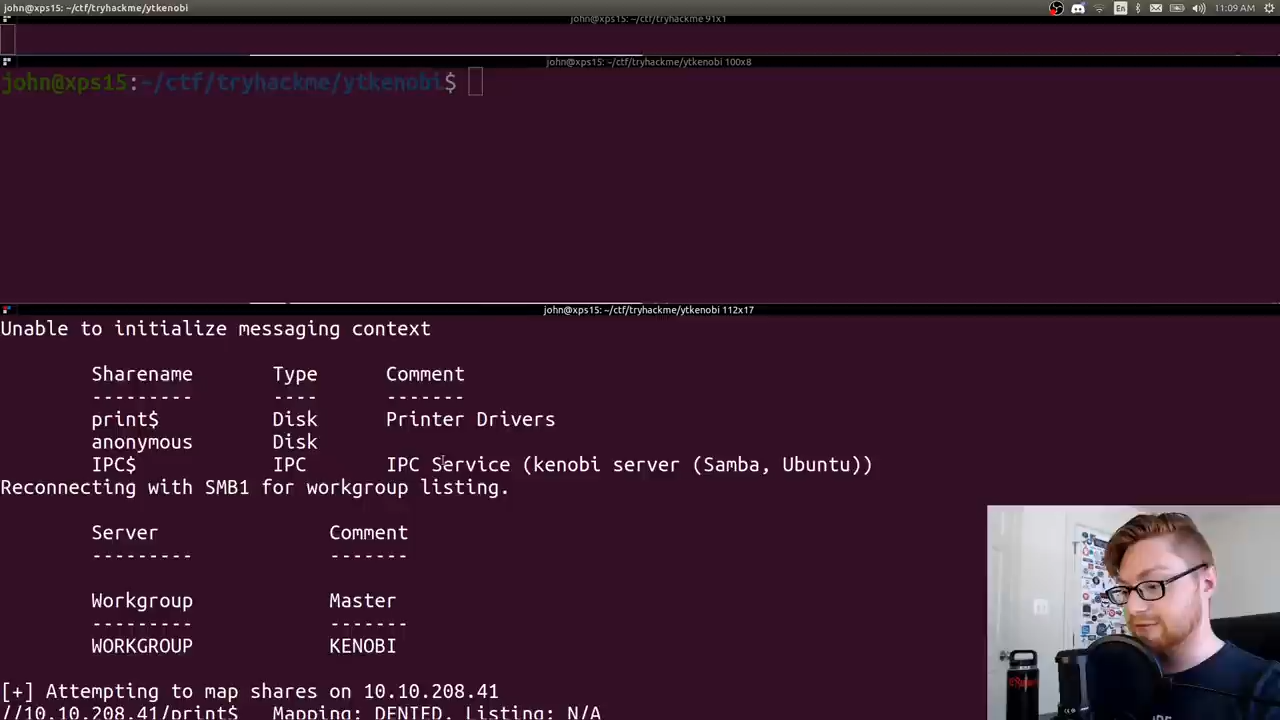 john@xps15: ~/ctf/tryhackme/ytkenobi
En 11:09 AM
john@xps15: ~/ctf/tryhackme 91x1
john@xps15: ~/ctf/tryhackme/ytkenobi 100x8
john@xps15:~/ctf/tryhackme/ytkenobi$
john@xps15: ~/ctf/tryhackme/ytkenobi 112x17
Unable to initialize messaging context
Sharename Type Comment
--------- ---- -------
print$ Disk Printer Drivers
anonymous Disk
IPC$ IPC IPC Service (kenobi server (Samba, Ubuntu))
Reconnecting with SMB1 for workgroup listing.
Server Comment
--------- -------
Workgroup Master
--------- -------
WORKGROUP KENOBI
[+] Attempting to map shares on 10.10.208.41
//10.10.208.41/print$ Mapping: DENIED, Listing: N/A